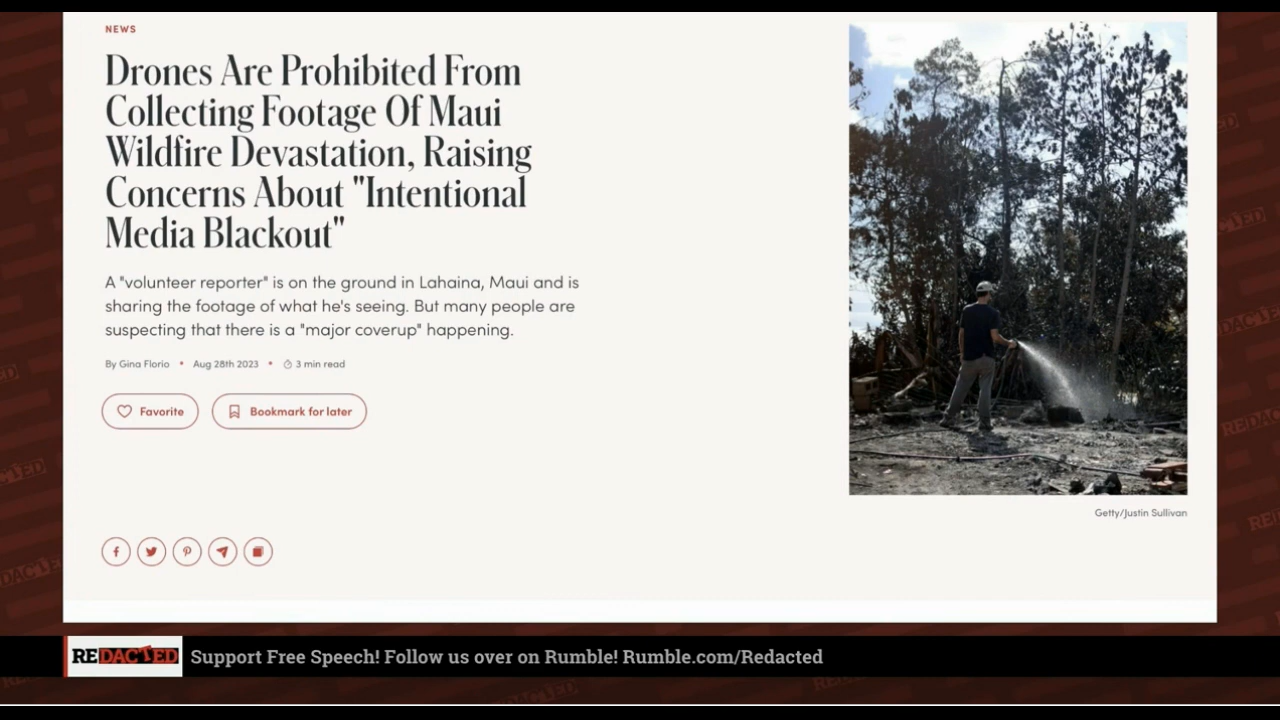 NEWS
Drones Are Prohibited From
Collecting Footage Of Maui
Wildfire Devastation, Raising
Concerns About "Intentional
Media Blackout"
A "volunteer reporter" is on the ground in Lahaina, Maui and is
sharing the footage of what he's seeing. But many people are
suspecting that there is a "major coverup" happening.
By Gina Florio • Aug 28th 2023 • 3 min read
Favorite
Bookmark for later
Getty/Justin Sullivan
REDACTED
Support Free Speech! Follow us over on Rumble! Rumble.com/Redacted